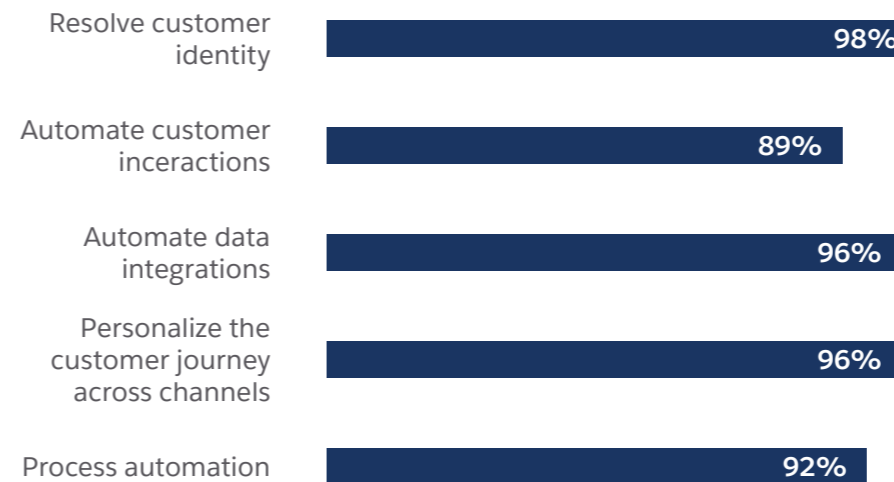 Resolve customer
identity
98%
Automate customer
inceractions
89%
Automate data
integrations
96%
Personalize the
customer journey
across channels
96%
Process automation
92%